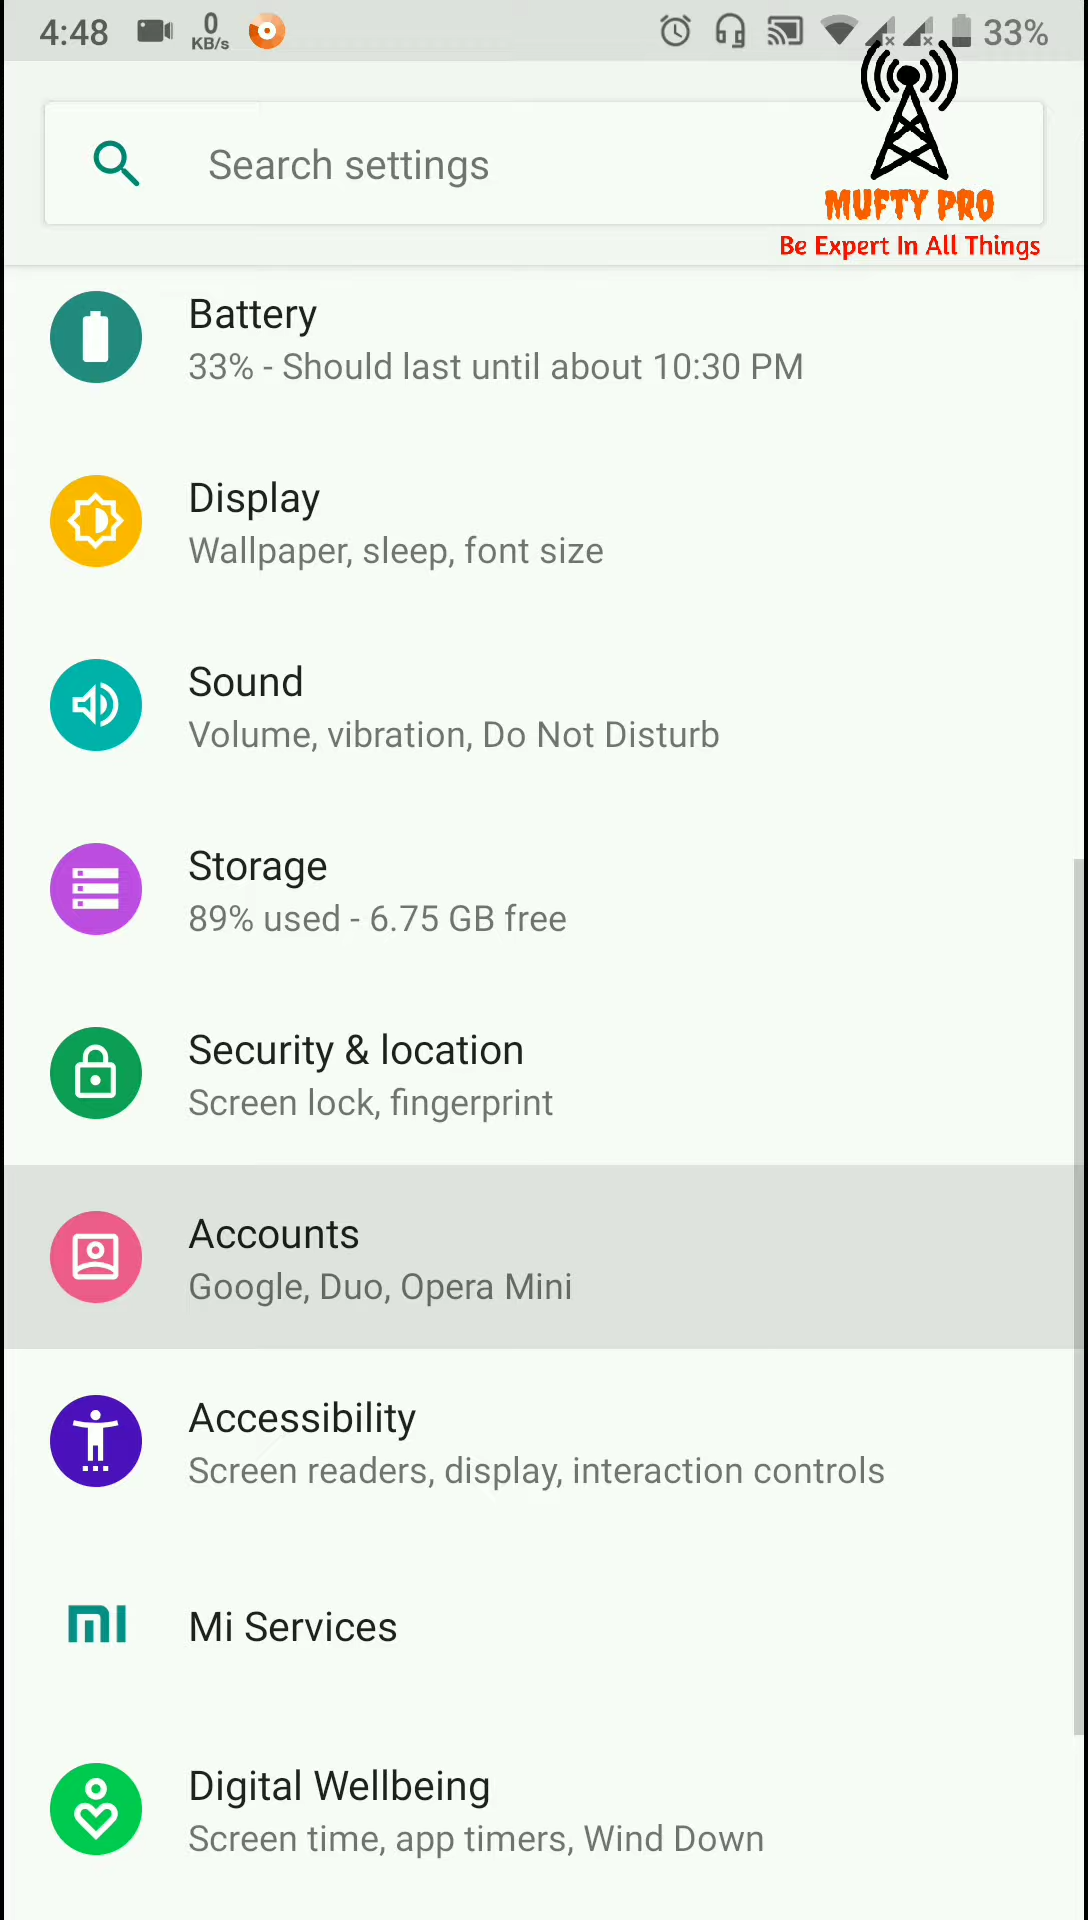 4:48
0
KB/s
33%
Search settings
MUFTY PRO
Be Expert In All Things
Battery
33% - Should last until about 10:30 PM
Display
Wallpaper, sleep, font size
Sound
Volume, vibration, Do Not Disturb
Storage
89% used - 6.75 GB free
Security & location
Screen lock, fingerprint
Accounts
Google, Duo, Opera Mini
Accessibility
Screen readers, display, interaction controls
MI
Mi Services
Digital Wellbeing
Screen time, app timers, Wind Down